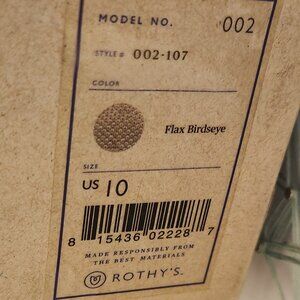 MODEL NO. 002
STYLE # 002-107
COLOR
Flax Birdseye
SIZE
US 10
8 15436 02228 7
MADE RESPONSIBLY FROM
THE BEST MATERIALS
ROTHY'S™